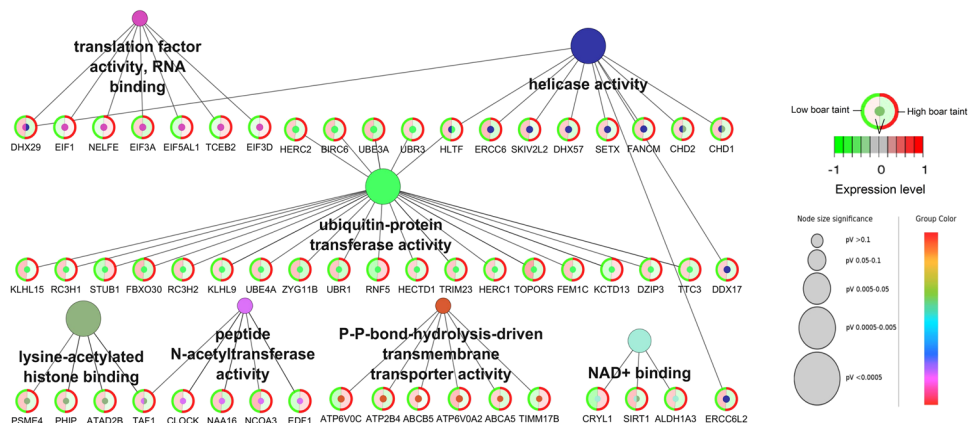 translation factor
activity, RNA
binding
helicase activity
DHX29 EIF1 NELFE EIF3A EIF5AL1 TCEB2 EIF3D HERC2 BIRC6 UBE3A UBR3 HLTF ERCC6 SKIV2L2 DHX57 SETX FANCM CHD2 CHD1
ubiquitin-protein
transferase activity
KLHL15 RC3H1 STUB1 FBXO30 RC3H2 KLHL9 UBE4A ZYG11B UBR1 RNF5 HECTD1 TRIM23 HERC1 TOPORS FEM1C KCTD13 DZIP3 TTC3 DDX17
lysine-acetylated
histone binding
peptide
N-acetyltransferase
activity
P-P-bond-hydrolysis-driven
transmembrane
transporter activity
NAD+ binding
PSME4 PHIP ATAD2B TAF1 CLOCK NAA16 NCOA3 EDF1 ATP6V0C ATP2B4 ABCB5 ATP6V0A2 ABCA5 TIMM17B CRYL1 SIRT1 ALDH1A3 ERCC6L2
Low boar taint
High boar taint
-1 0 1
Expression level
Node size significance
Group Color
pV >0.1
pV 0.05-0.1
pV 0.005-0.05
pV 0.0005-0.005
pV <0.0005